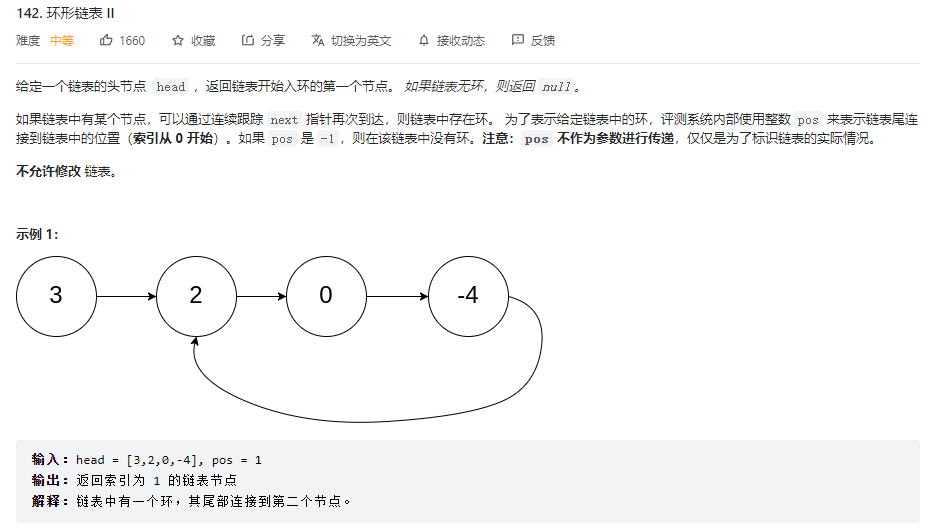 142. 环形链表 II
难度 中等 1660 收藏 分享 切换为英文 接收动态 反馈
给定一个链表的头节点 head ，返回链表开始入环的第一个节点。 如果链表无环，则返回 null。
如果链表中有某个节点，可以通过连续跟踪 next 指针再次到达，则链表中存在环。 为了表示给定链表中的环，评测系统内部使用整数 pos 来表示链表尾连
接到链表中的位置（索引从 0 开始）。如果 pos 是 -1，则在该链表中没有环。注意：pos 不作为参数进行传递，仅仅是为了标识链表的实际情况。
不允许修改 链表。
示例 1：
3 2 0 -4
输入：head = [3,2,0,-4], pos = 1
输出：返回索引为 1 的链表节点
解释：链表中有一个环，其尾部连接到第二个节点。